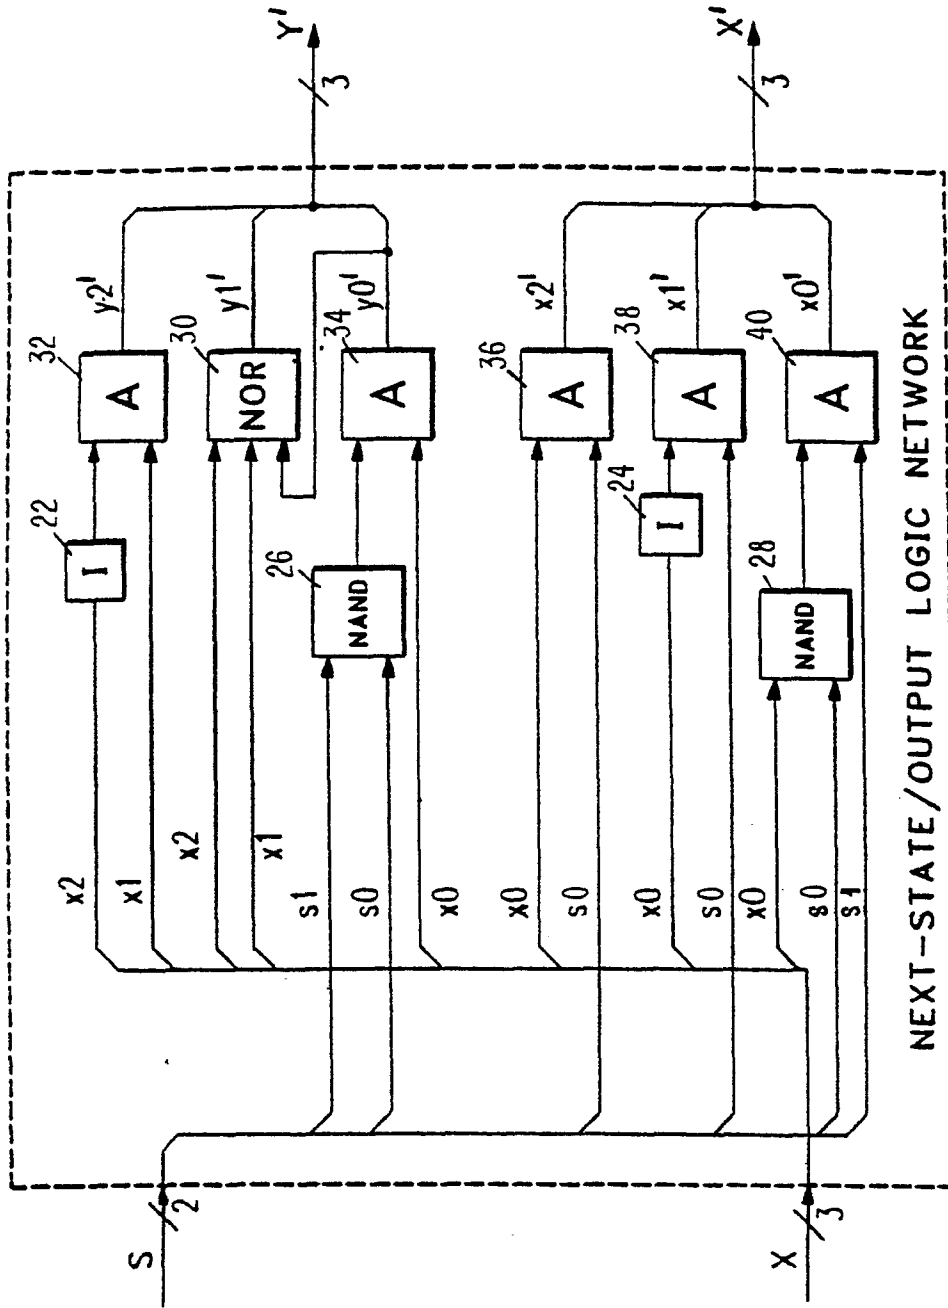 Y'
3
X'
3
y2'
y1'
y0'
x2'
x1'
x0'
32
A
30
NOR
34
A
36
A
38
A
40
A
22
I
26
NAND
24
I
28
NAND
x2
x1
x2
x1
s1
s0
x0
x0
s0
x0
s0
x0
s0
s1
S
2
X
3
NEXT-STATE/OUTPUT LOGIC NETWORK